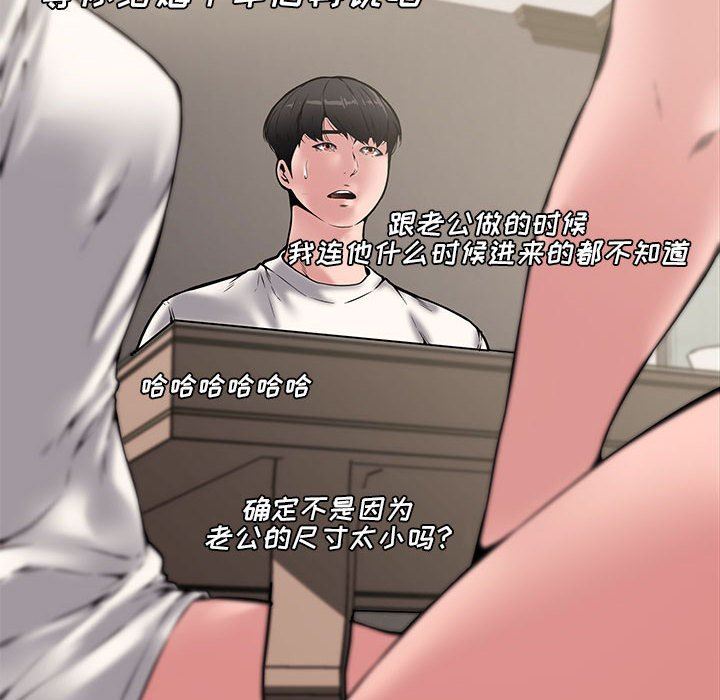 跟老公做的时候
我连他什么时候进来的都不知道
哈哈哈哈哈哈
确定不是因为
老公的尺寸太小吗?